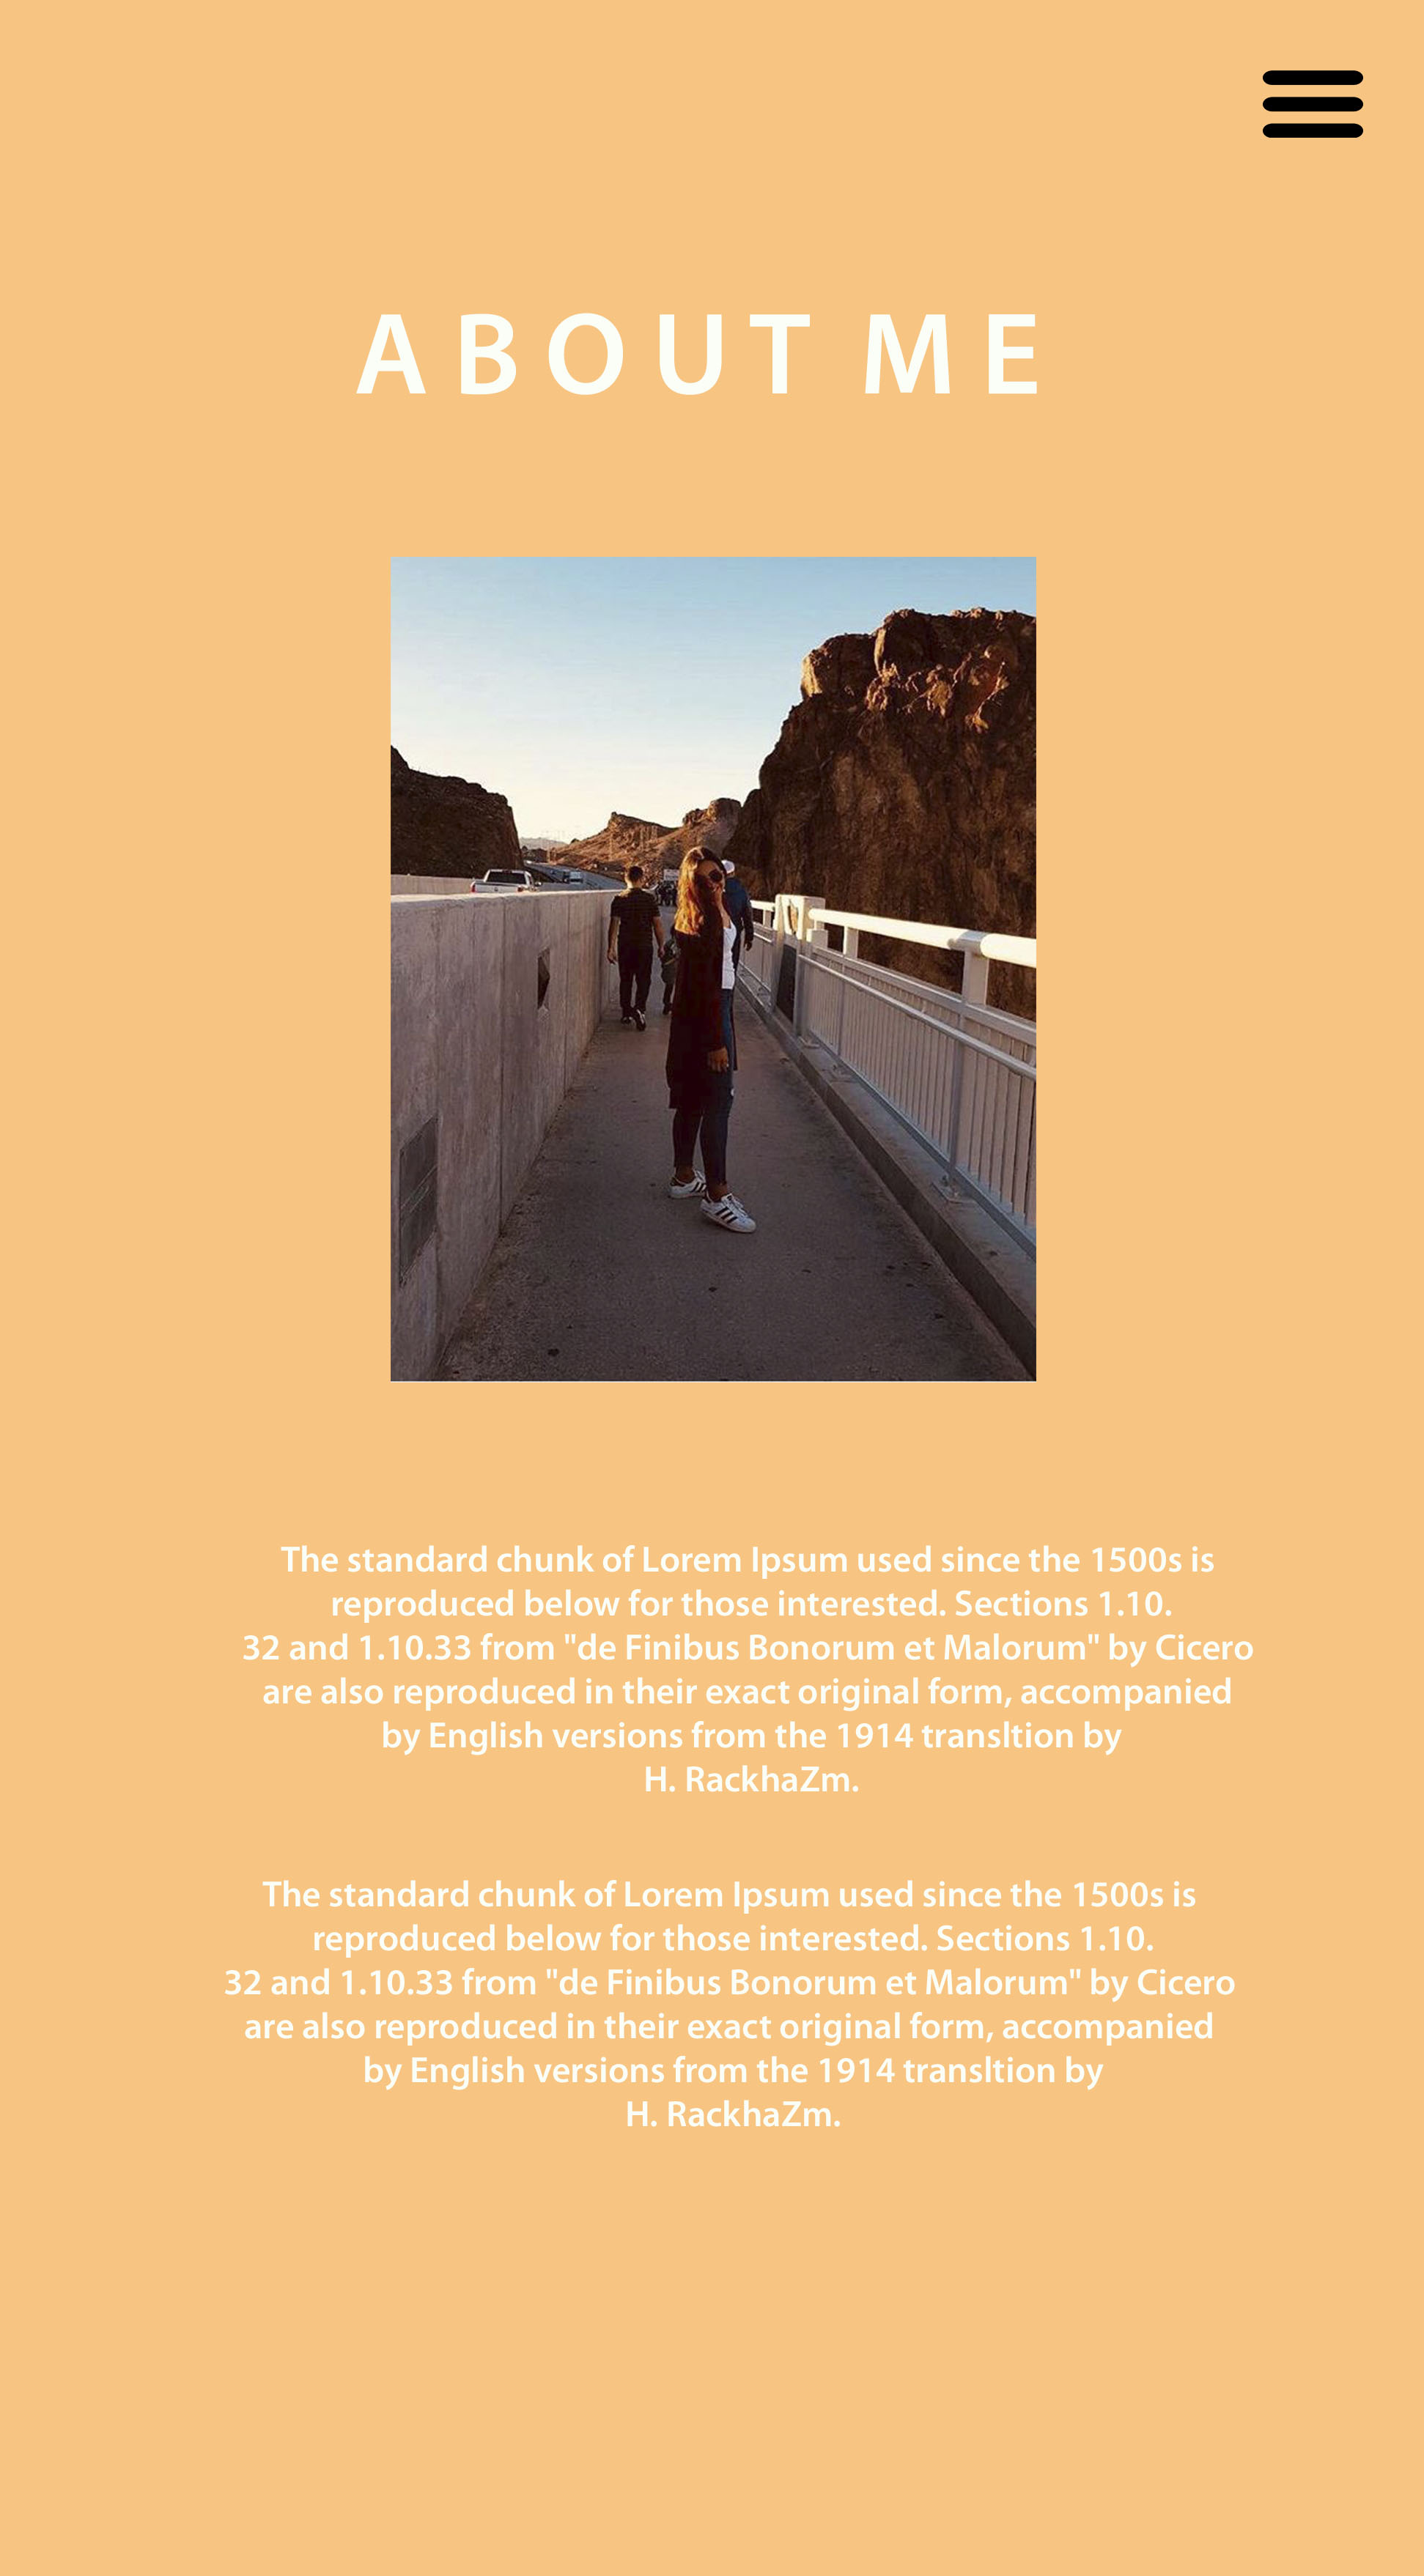 ABOUT ME
The standard chunk of Lorem Ipsum used since the 1500s is
reproduced below for those interested. Sections 1.10.
32 and 1.10.33 from "de Finibus Bonorum et Malorum" by Cicero
are also reproduced in their exact original form, accompanied
by English versions from the 1914 transltion by
H. RackhaZm.
The standard chunk of Lorem Ipsum used since the 1500s is
reproduced below for those interested. Sections 1.10.
32 and 1.10.33 from "de Finibus Bonorum et Malorum" by Cicero
are also reproduced in their exact original form, accompanied
by English versions from the 1914 transltion by
H. RackhaZm.